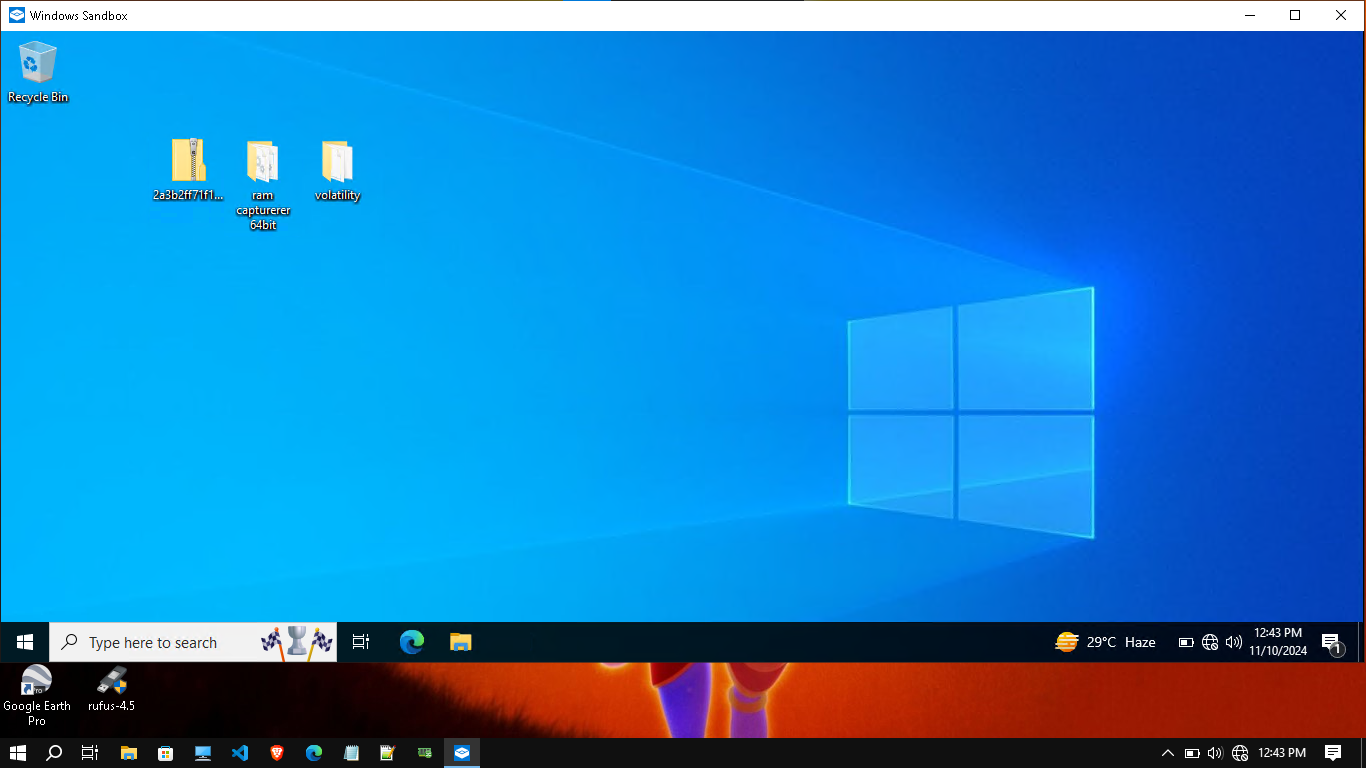 Windows Sandbox
Recycle Bin
2a3b2ff71f1...
ram
capturerer
64bit
volatility
Type here to search
29°C Haze
12:43 PM
11/10/2024
1
Google Earth
Pro
rufus-4.5
12:43 PM